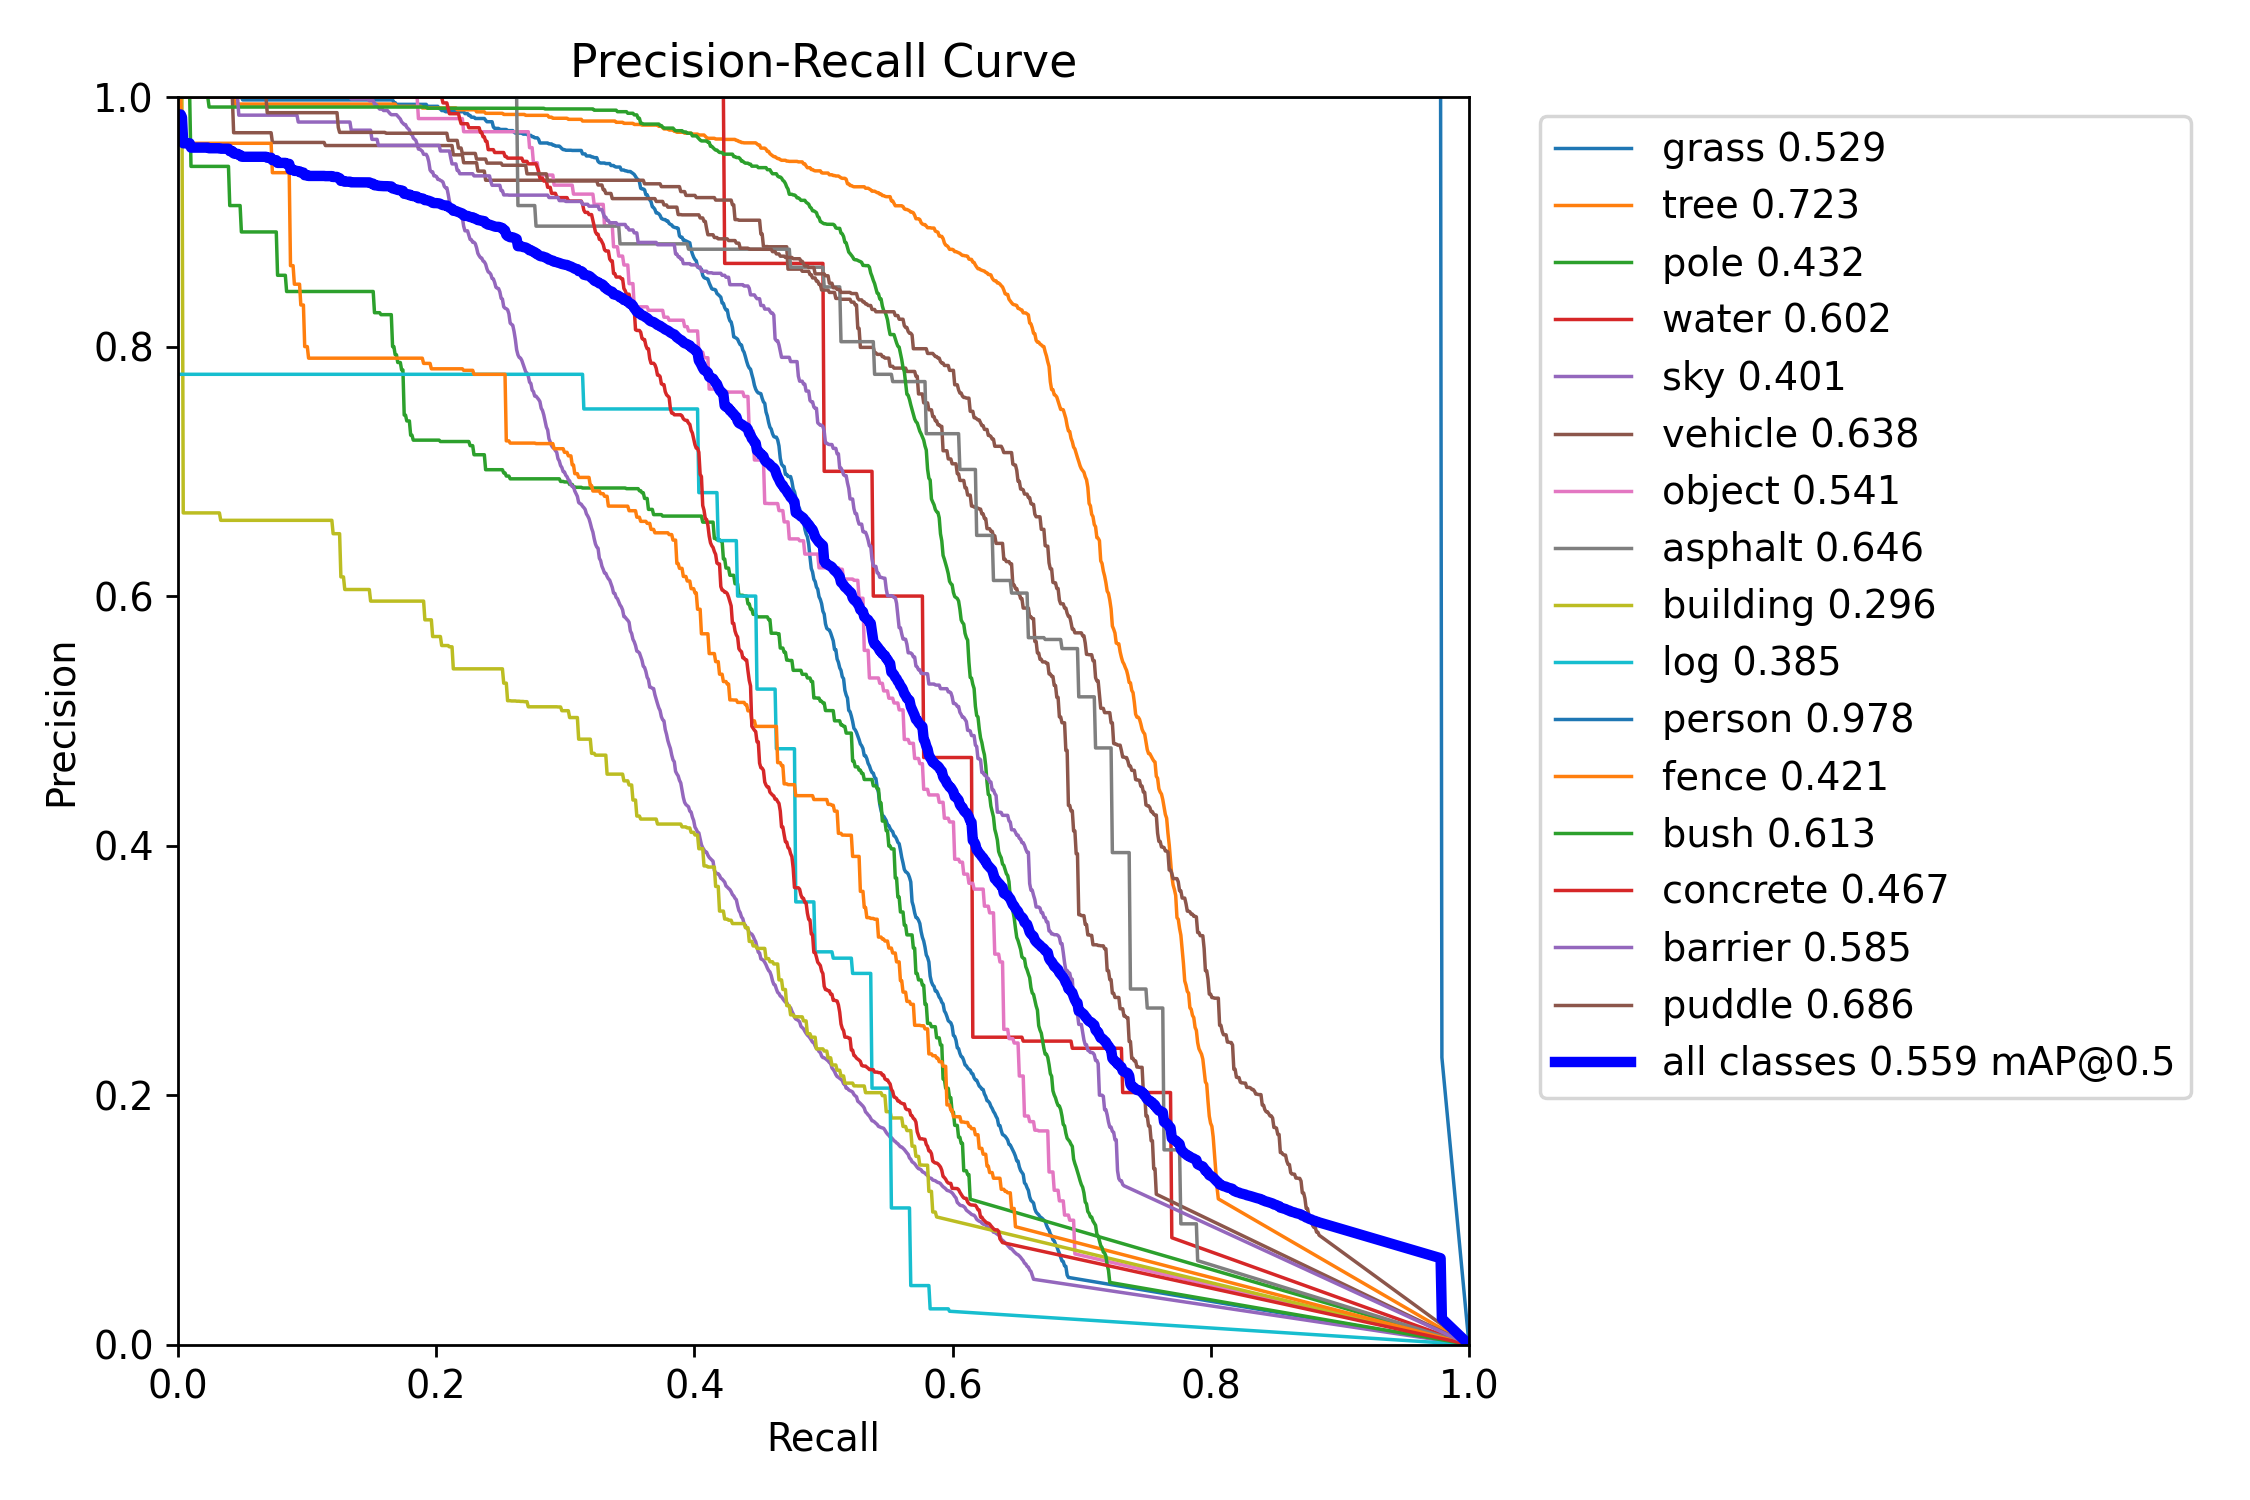 Precision-Recall Curve
1.0
0.8
0.6
0.4
0.2
0.0
Precision
0.0 0.2 0.4 0.6 0.8 1.0
Recall
grass 0.529
tree 0.723
pole 0.432
water 0.602
sky 0.401
vehicle 0.638
object 0.541
asphalt 0.646
building 0.296
log 0.385
person 0.978
fence 0.421
bush 0.613
concrete 0.467
barrier 0.585
puddle 0.686
all classes 0.559 mAP@0.5